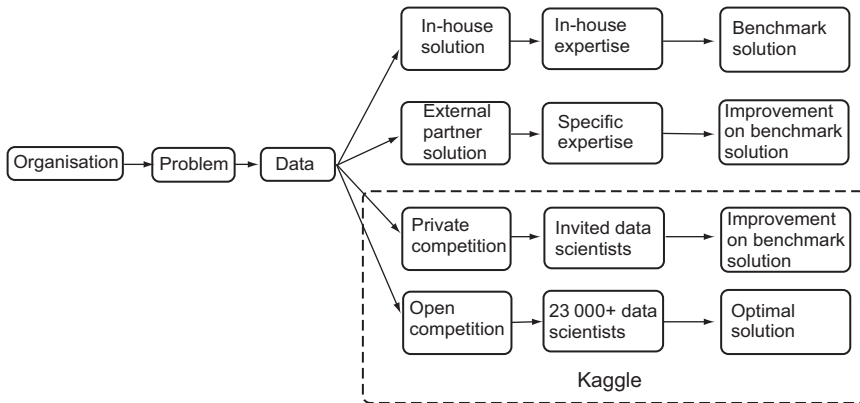 In-house
solution
In-house
expertise
Benchmark
solution
External
partner
solution
Specific
expertise
Improvement
on benchmark
solution
Organisation
Problem
Data
Private
competition
Invited data
scientists
Improvement
on benchmark
solution
Open
competition
23 000+ data
scientists
Optimal
solution
Kaggle